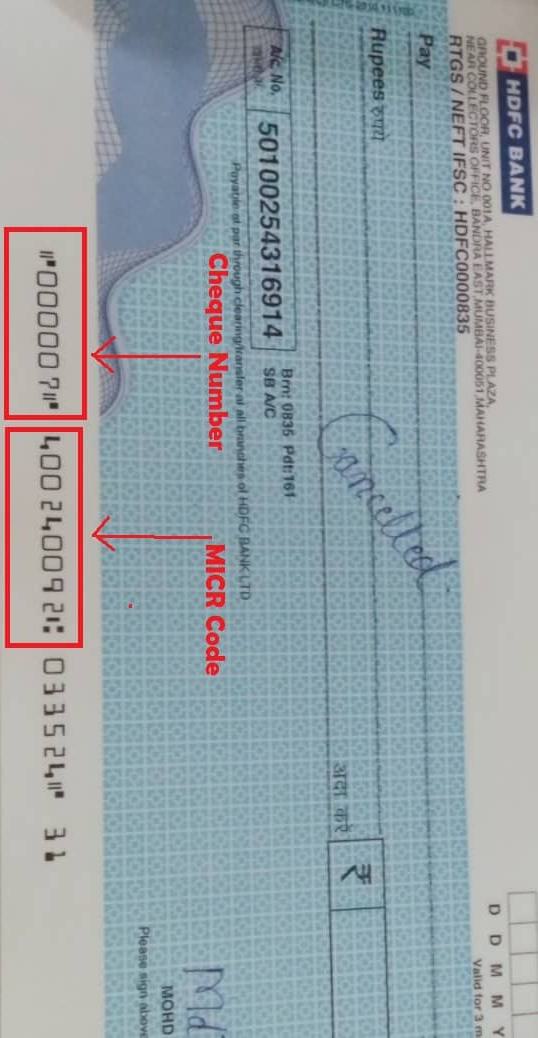 HDFC BANK
GROUND FLOOR, UNIT NO 001A, HALLMARK BUSINESS PLAZA,
NEAR COLLECTORS OFFICE, BANDRA EAST MUMBAI-400051,MAHARASHTRA
RTGS / NEFT IFSC : HDFC0000835
D D M M Y
Valid for 3 m
Pay
Cancelled
Rupees रुपये
अदा करे
₹
A/c. No.
50100254316914
Brn: 0835 Pdt:161
SB A/C
Payable at par through clearing/transfer at all branches of HDFC BANK LTD
Cheque Number
MICR Code
Md
MOHD
Please sign above
⑈000007⑈ 400240092⑆ 033524⑈ 31